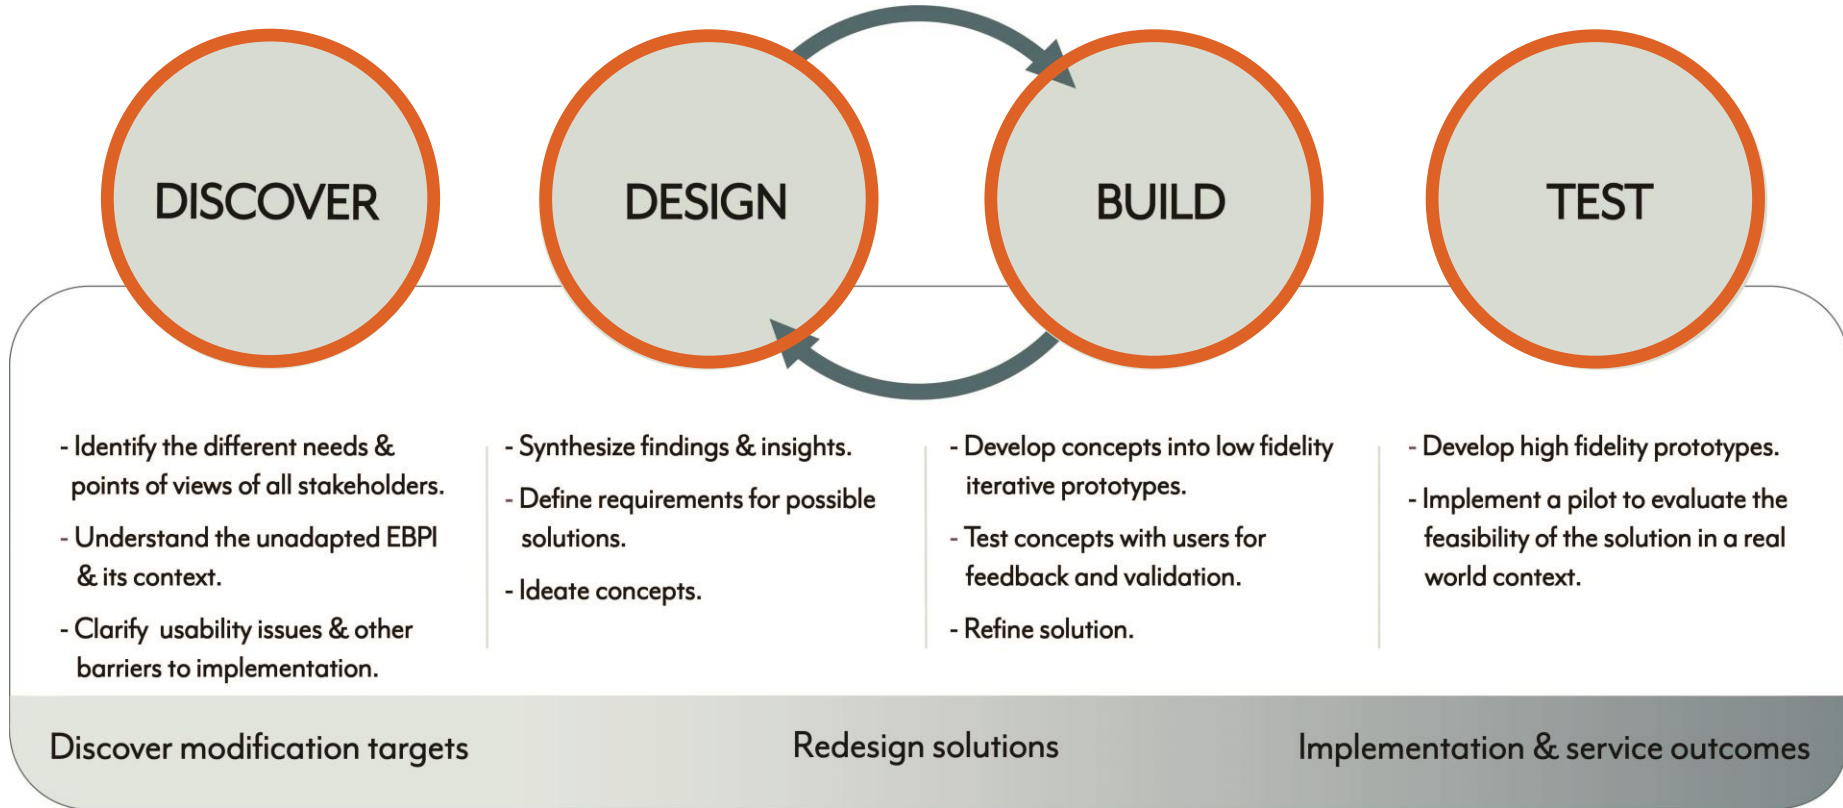 DISCOVER
DESIGN
BUILD
TEST
- Identify the different needs &
points of views of all stakeholders.
- Understand the unadapted EBPI
& its context.
- Clarify usability issues & other
barriers to implementation.
- Synthesize findings & insights.
- Define requirements for possible
solutions.
- Ideate concepts.
- Develop concepts into low fidelity
iterative prototypes.
- Test concepts with users for
feedback and validation.
- Refine solution.
- Develop high fidelity prototypes.
- Implement a pilot to evaluate the
feasibility of the solution in a real
world context.
Discover modification targets
Redesign solutions
Implementation & service outcomes